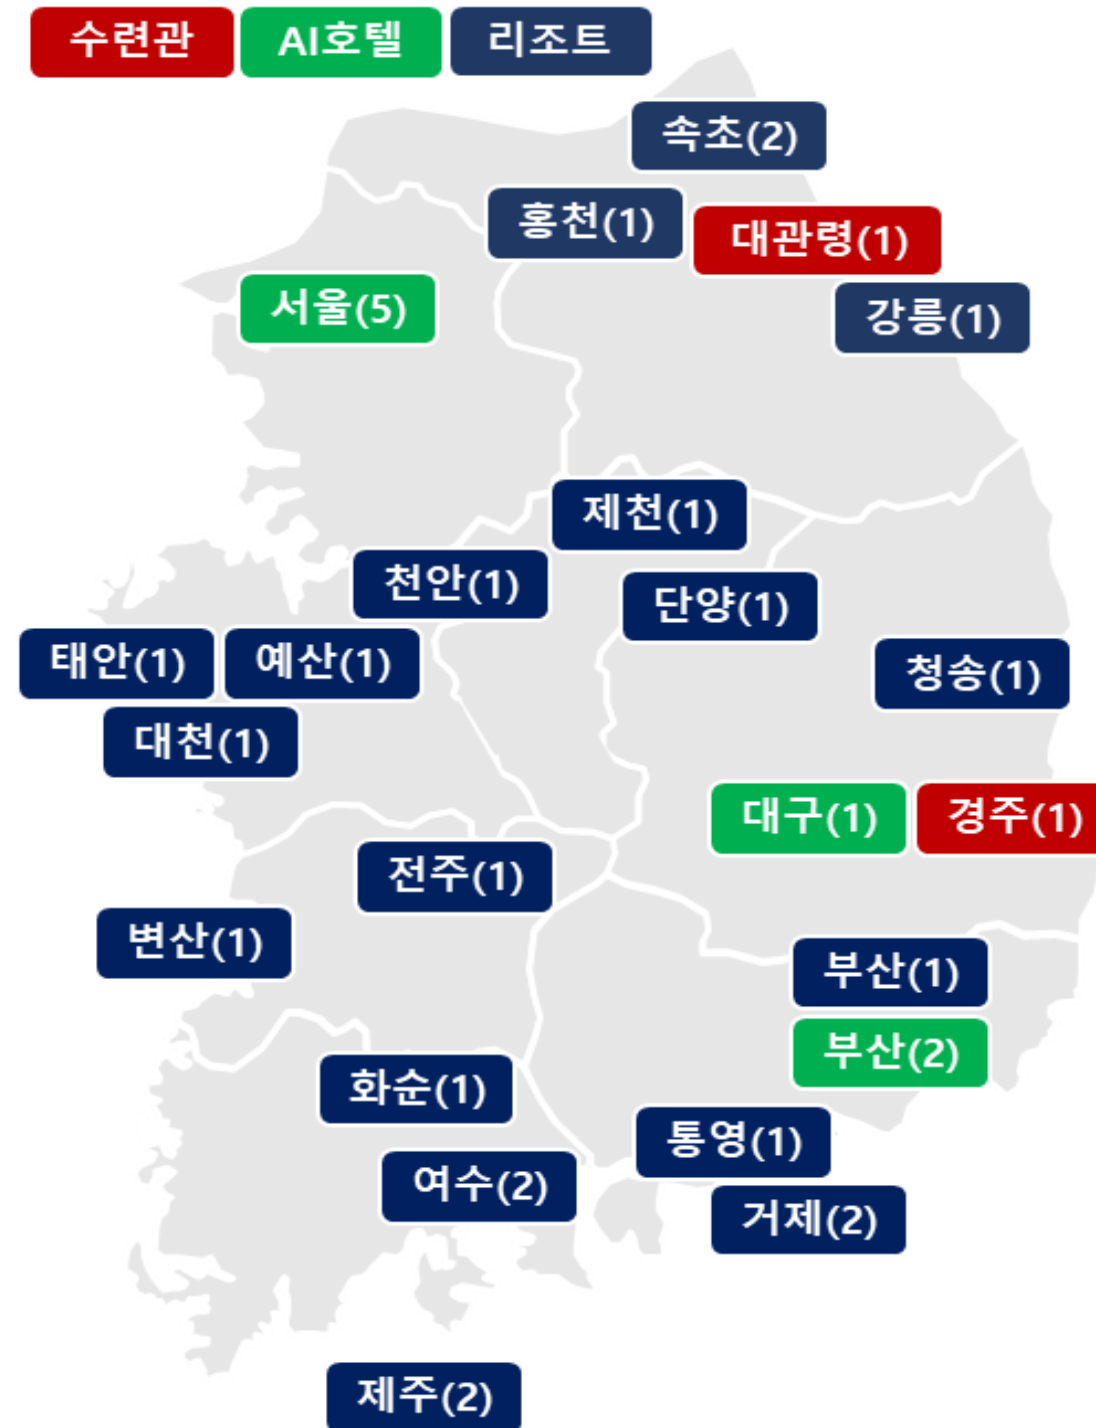 수련관 AI호텔 리조트
속초(2)
홍천(1) 대관령(1)
서울(5) 강릉(1)
제천(1)
천안(1) 단양(1)
태안(1) 예산(1) 청송(1)
대천(1)
대구(1) 경주(1)
전주(1)
변산(1) 부산(1)
부산(2)
화순(1)
통영(1)
여수(2)
거제(2)
제주(2)